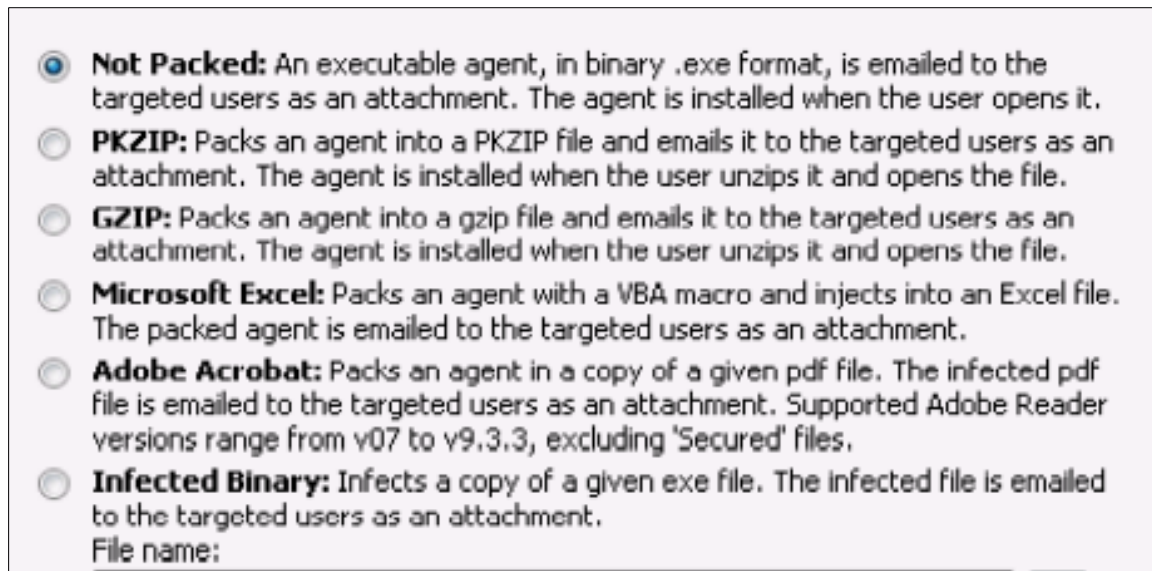 Not Packed: An executable agent, in binary .exe format, is emailed to the
targeted users as an attachment. The agent is installed when the user opens it.
PKZIP: Packs an agent into a PKZIP file and emails it to the targeted users as an
attachment. The agent is installed when the user unzips it and opens the file.
GZIP: Packs an agent into a gzip file and emails it to the targeted users as an
attachment. The agent is installed when the user unzips it and opens the file.
Microsoft Excel: Packs an agent with a VBA macro and injects into an Excel file.
The packed agent is emailed to the targeted users as an attachment.
Adobe Acrobat: Packs an agent in a copy of a given pdf file. The infected pdf
file is emailed to the targeted users as an attachment. Supported Adobe Reader
versions range from v07 to v9.3.3, excluding 'Secured' files.
Infected Binary: Infects a copy of a given exe file. The infected file is emailed
to the targeted users as an attachment.
File name: